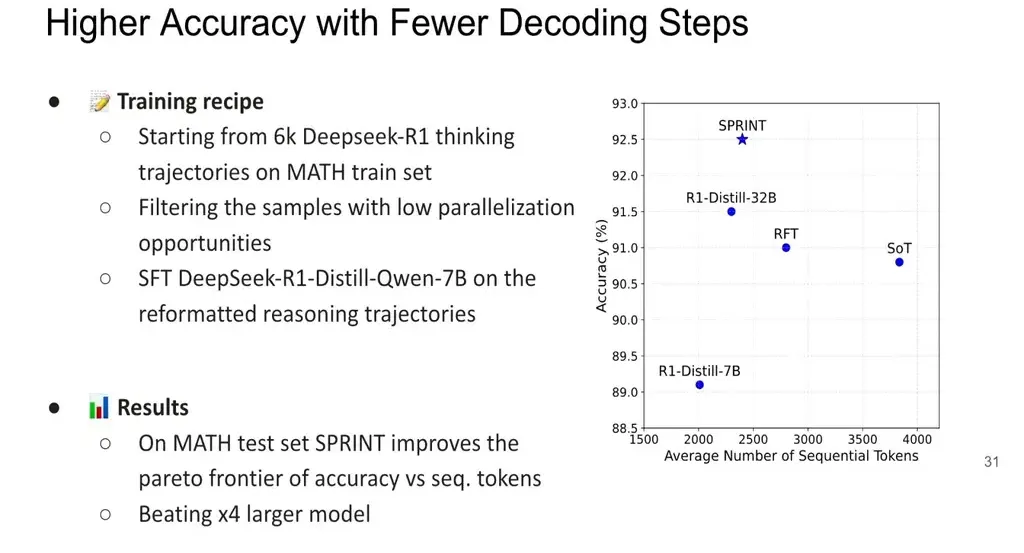 Higher Accuracy with Fewer Decoding Steps
● 📝 Training recipe
○ Starting from 6k Deepseek-R1 thinking
trajectories on MATH train set
○ Filtering the samples with low parallelization
opportunities
○ SFT DeepSeek-R1-Distill-Qwen-7B on the
reformatted reasoning trajectories
● 📊 Results
○ On MATH test set SPRINT improves the
pareto frontier of accuracy vs seq. tokens
○ Beating x4 larger model
Accuracy (%)
93.0
92.5
92.0
91.5
91.0
90.5
90.0
89.5
89.0
88.5
SPRINT
R1-Distill-32B
RFT
SoT
R1-Distill-7B
1500 2000 2500 3000 3500 4000
Average Number of Sequential Tokens
31